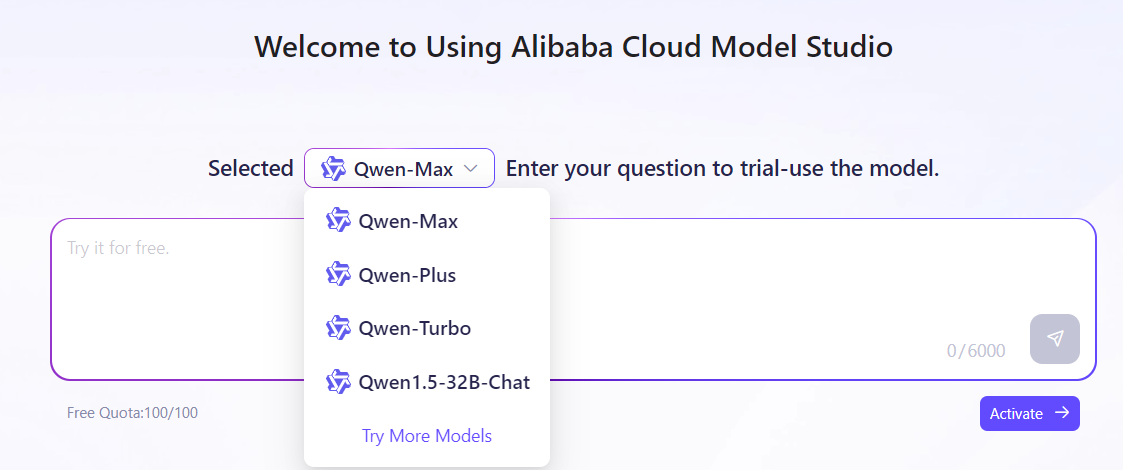 Welcome to Using Alibaba Cloud Model Studio
Selected Qwen-Max Enter your question to trial-use the model.
Qwen-Max
Try it for free.
Qwen-Plus
Qwen-Turbo
0/6000
Qwen1.5-32B-Chat
Free Quota:100/100
Activate
Try More Models